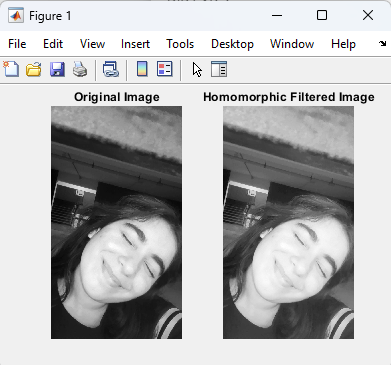 Figure 1
File Edit View Insert Tools Desktop Window Help
Original Image Homomorphic Filtered Image